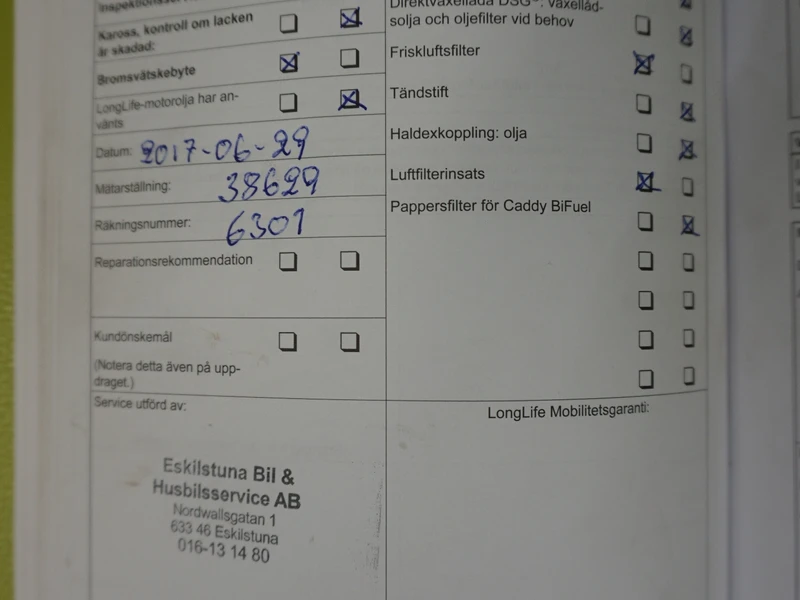 Kaross, kontroll om lacken
är skadad:
Bromsvätskebyte
LongLife-motorolja har an-
vänts
Datum: 2017-06-29
Mätarställning: 38629
Räkningsnummer: 6301
Reparationsrekommendation
Kundönskemål
(Notera detta även på upp-
draget.)
Service utförd av:
Eskilstuna Bil &
Husbilsservice AB
Nordwallsgatan 1
633 46 Eskilstuna
016-13 14 80
Direktväxellåda DSG®: växellåd-
solja och oljefilter vid behov
Friskluftsfilter
Tändstift
Haldexkoppling: olja
Luftfilterinsats
Pappersfilter för Caddy BiFuel
LongLife Mobilitetsgaranti: